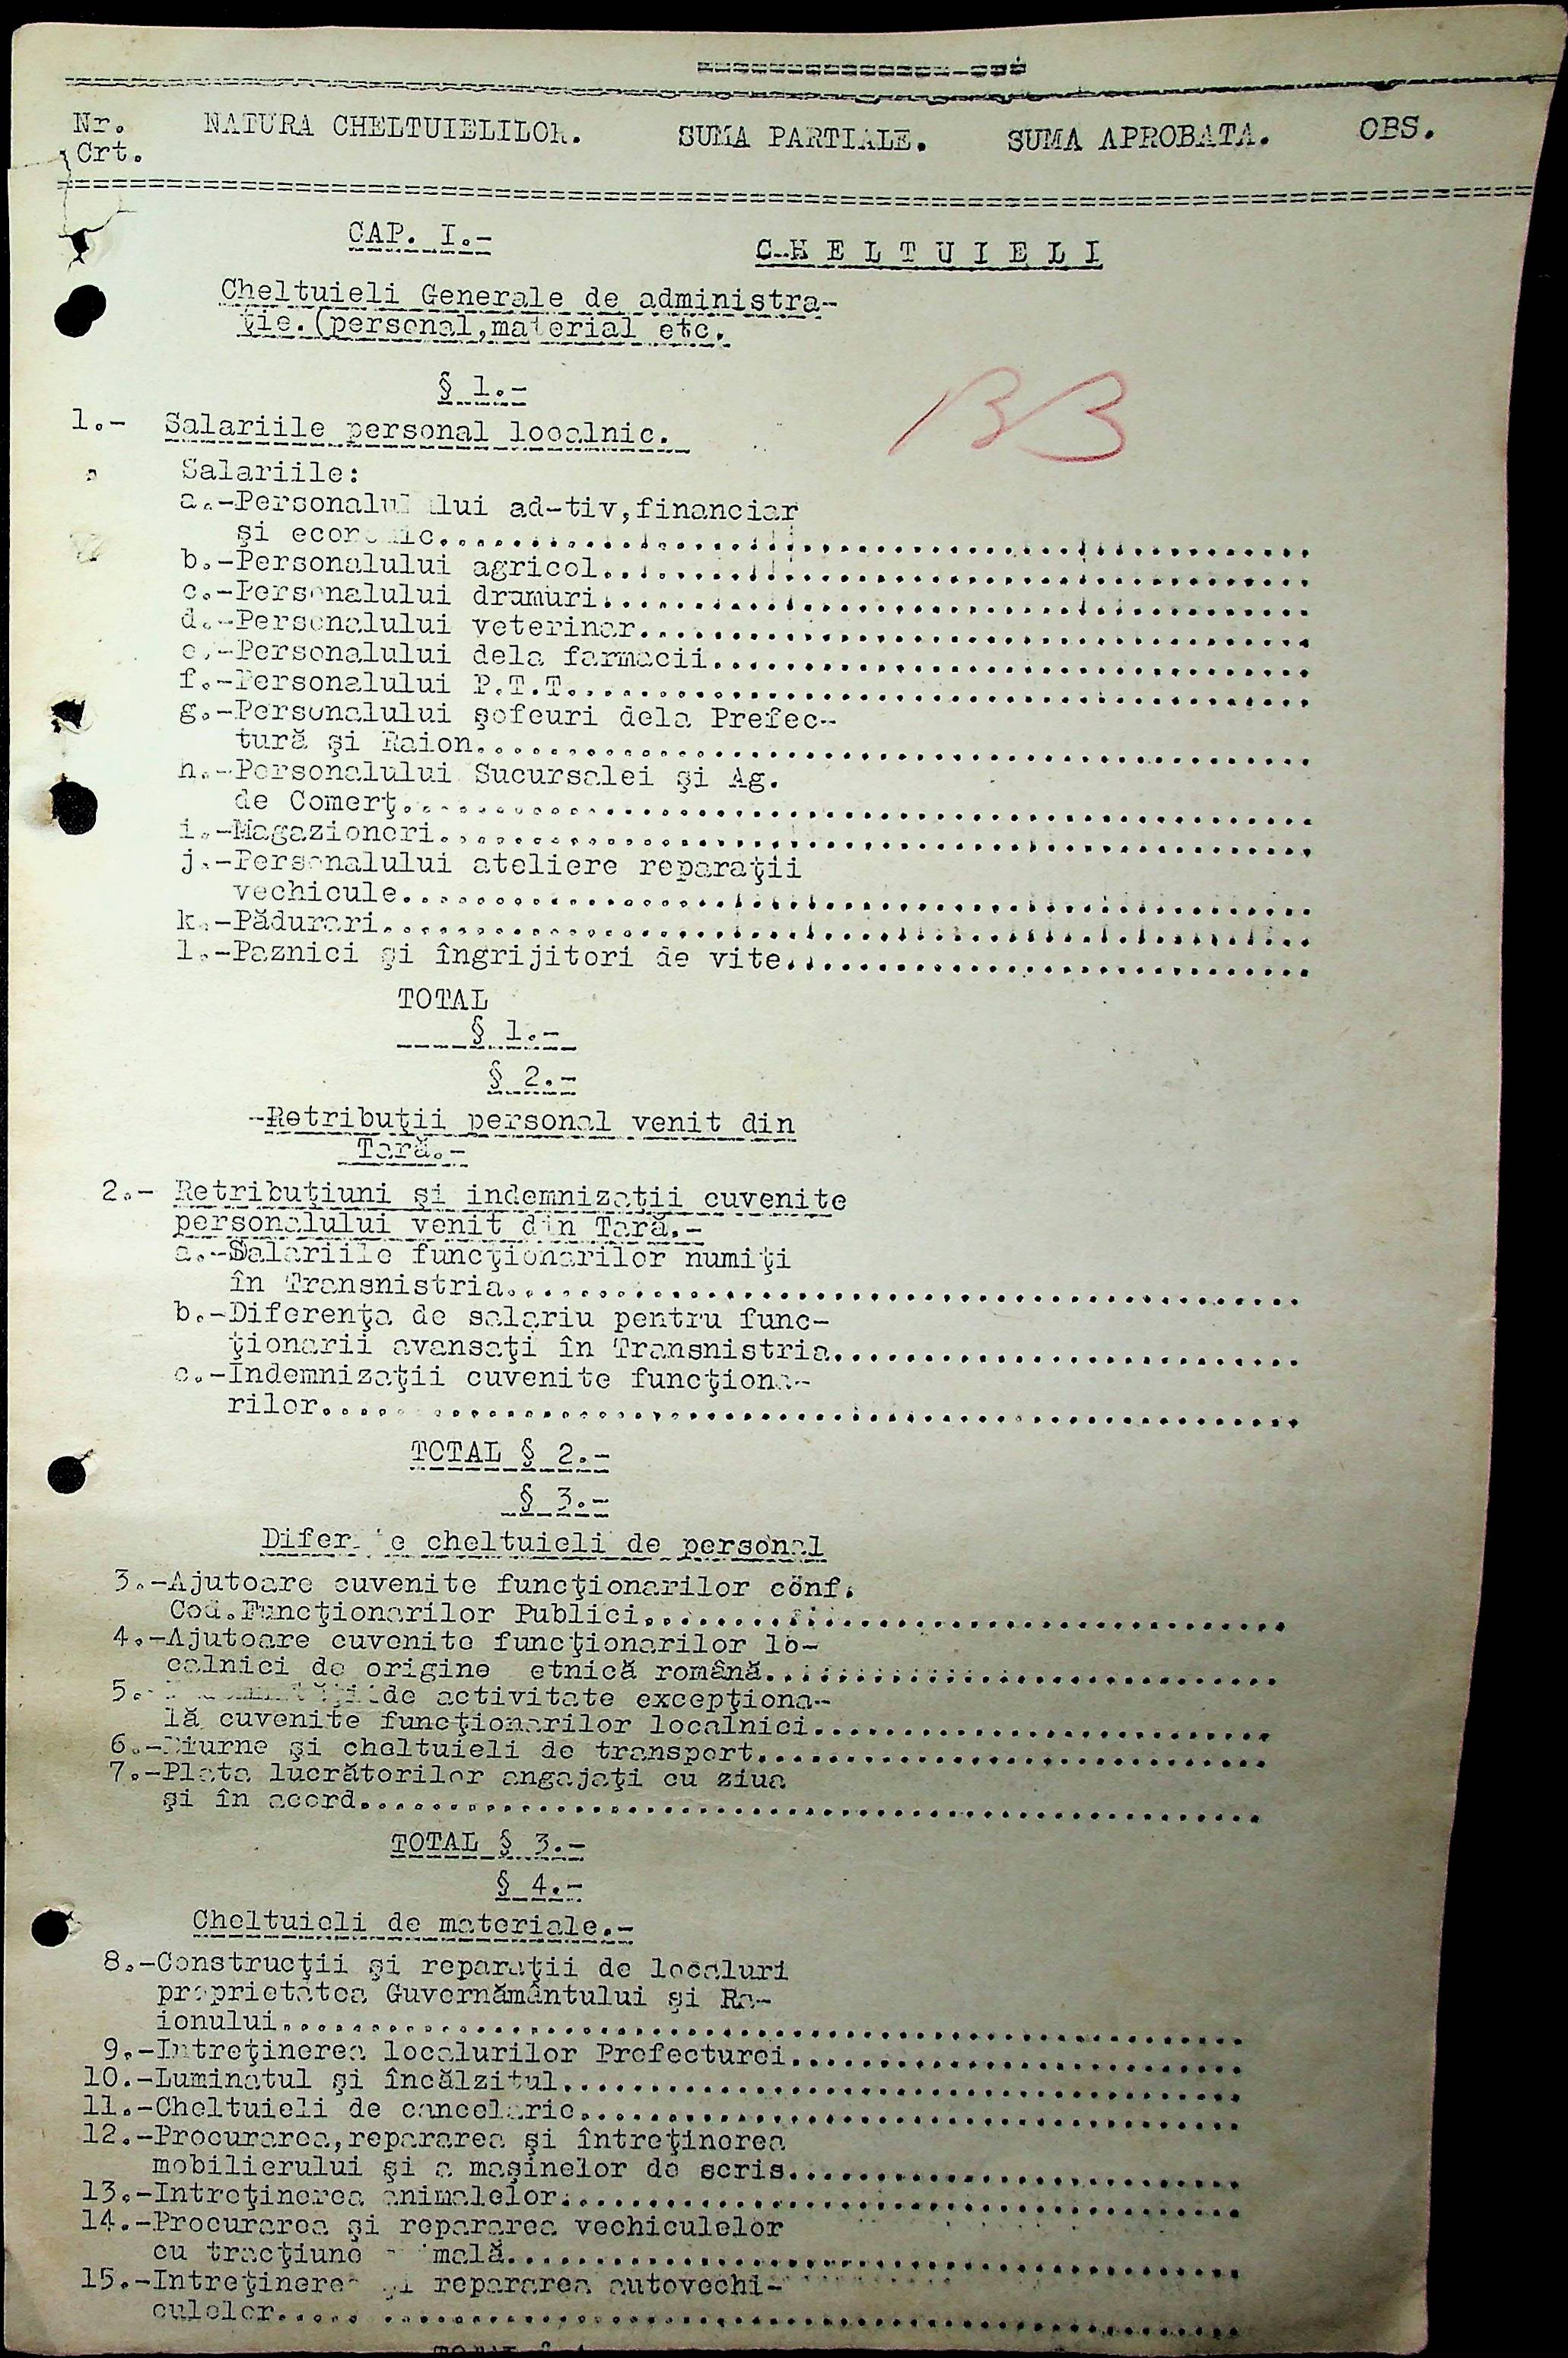 Nr. NATURA CHELTUIELILOR. SUMA PARTIALE. SUMA APROBATA. OBS.
Crt.
CAP. I.-
CHELTUIELI
Cheltuieli Generale de administra-
ţie.(personal,material etc.
BB
§ 1.-
1.- Salariile personal localnic.
Salariile:
a.-Personalului ad-tiv,financiar
şi economic........................
b.-Personalului agricol........................
c.-Personalului drumuri........................
d.-Personalului veterinar........................
e.-Personalului dela farmacii........................
f.-Personalului P.T.T........................
g.-Personalului şofeuri dela Prefec-
tură şi Raion........................
h.-Personalului Sucursalei şi Ag.
de Comerţ........................
i.-Magazioneri........................
j.-Personalului ateliere reparaţii
vechicule........................
k.-Pădurari........................
l.-Paznici şi îngrijitori de vite........................
TOTAL
§ 1.-
§ 2.-
-Retribuţii personal venit din
Tară.-
2.- Retribuţiuni şi indemnizaţii cuvenite
personalului venit din Tară.-
a.-Salariile funcţionarilor numiţi
în Transnistria........................
b.-Diferenţa de salariu pentru func-
ţionarii avansaţi în Transnistria........................
c.-Indemnizaţii cuvenite funcţiona-
rilor........................
TOTAL § 2.-
§ 3.-
cheltuieli de personal
3.-Ajutoare cuvenite funcţionarilor conf.
Cod.Funcţionarilor Publici........................
4.-Ajutoare cuvenite funcţionarilor lo-
calnici de origine etnică română........................
5.- de activitate excepţiona-
lă cuvenite funcţionarilor localnici........................
6.-Diurne şi cheltuieli de transport........................
7.-Plata lucrătorilor angajaţi cu ziua
şi în acord........................
TOTAL § 3.-
§ 4.-
Cheltuieli de materiale.-
8.-Construcţii şi reparaţii de localuri
proprietatea Guvernământului şi Ra-
ionului........................
9.-Intreţinerea localurilor Prefecturei........................
10.-Luminatul şi încălzitul........................
11.-Cheltuieli de cancelarie........................
12.-Procurarea,repararea şi întreţinerea
mobilierului şi a maşinelor de scris........................
13.-Intreţinerea animalelor........................
14.-Procurarea şi repararea vechiculelor
cu tracţiune animală........................
15.-Intreţinerea şi repararea autovechi-
culelor........................